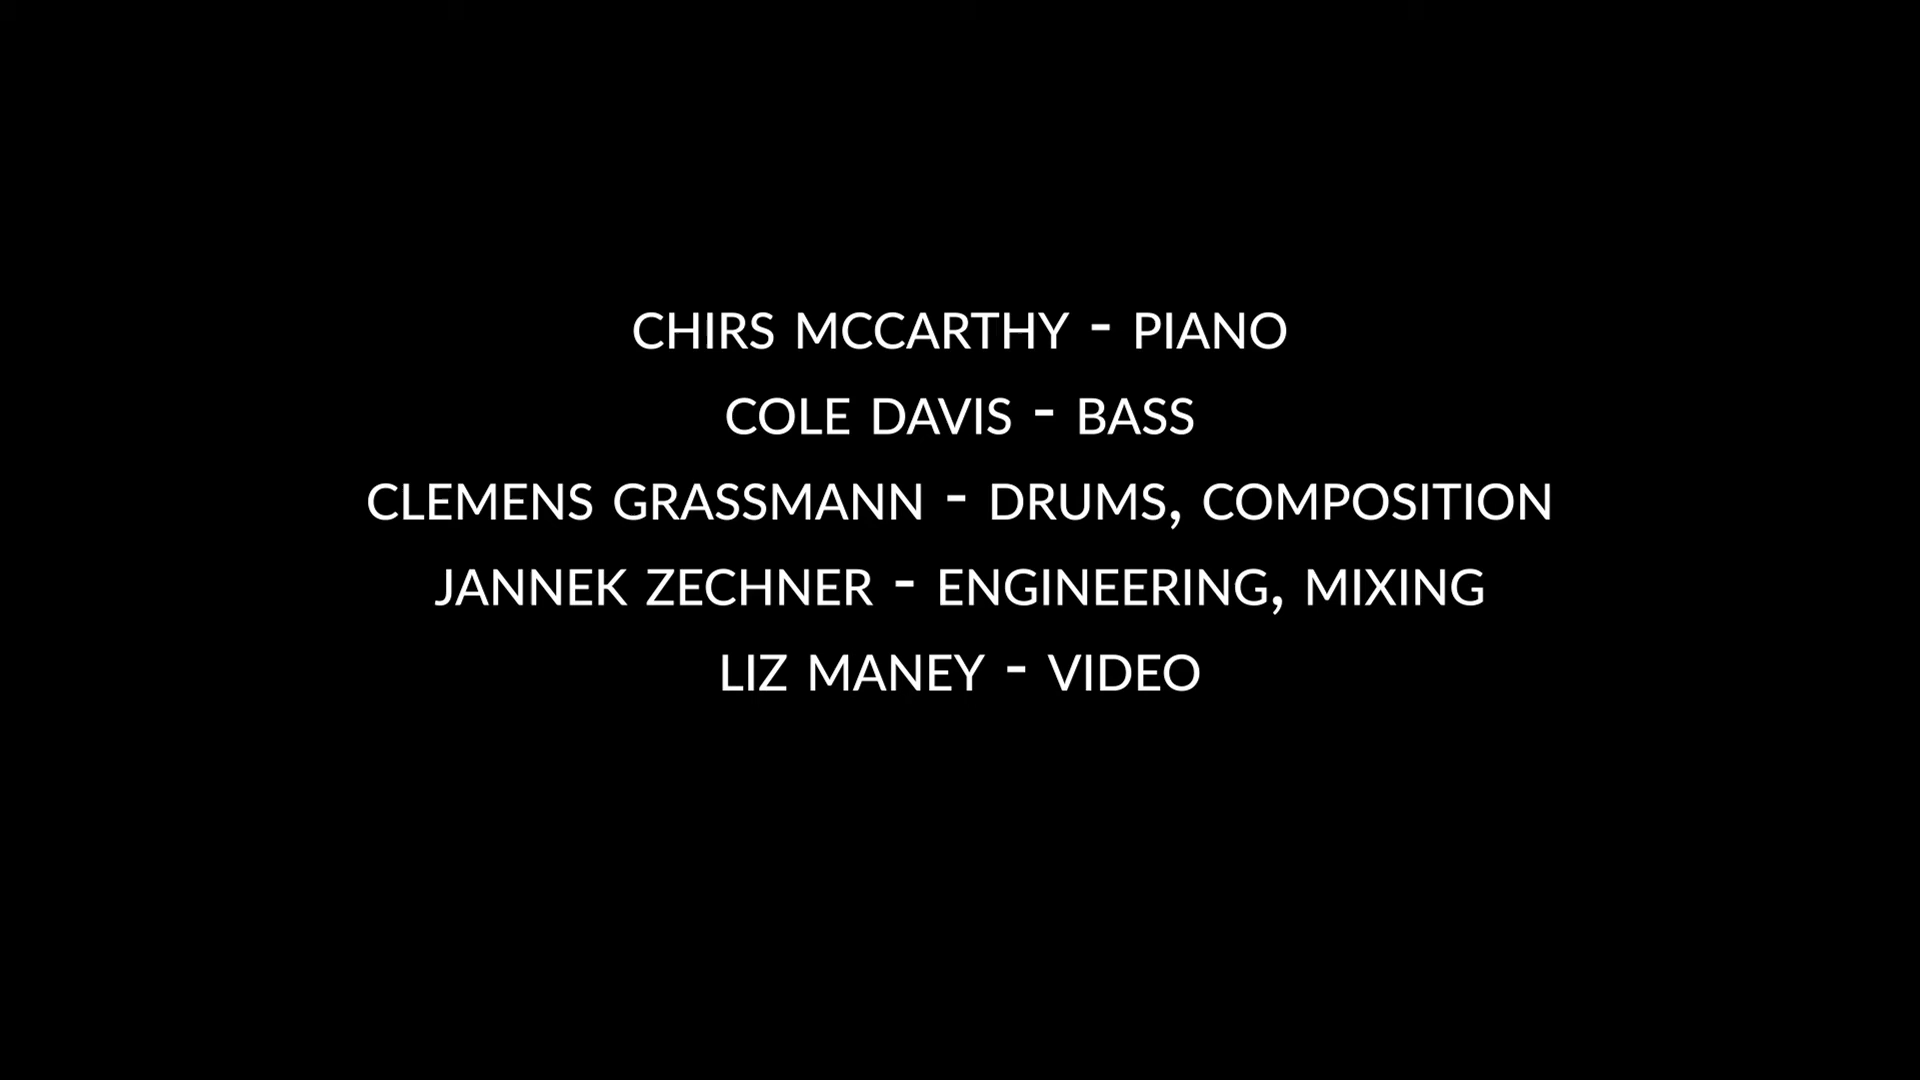 CHIRS MCCARTHY - PIANO
COLE DAVIS - BASS
CLEMENS GRASSMANN - DRUMS, COMPOSITION
JANNEK ZECHNER - ENGINEERING, MIXING
LIZ MANEY - VIDEO